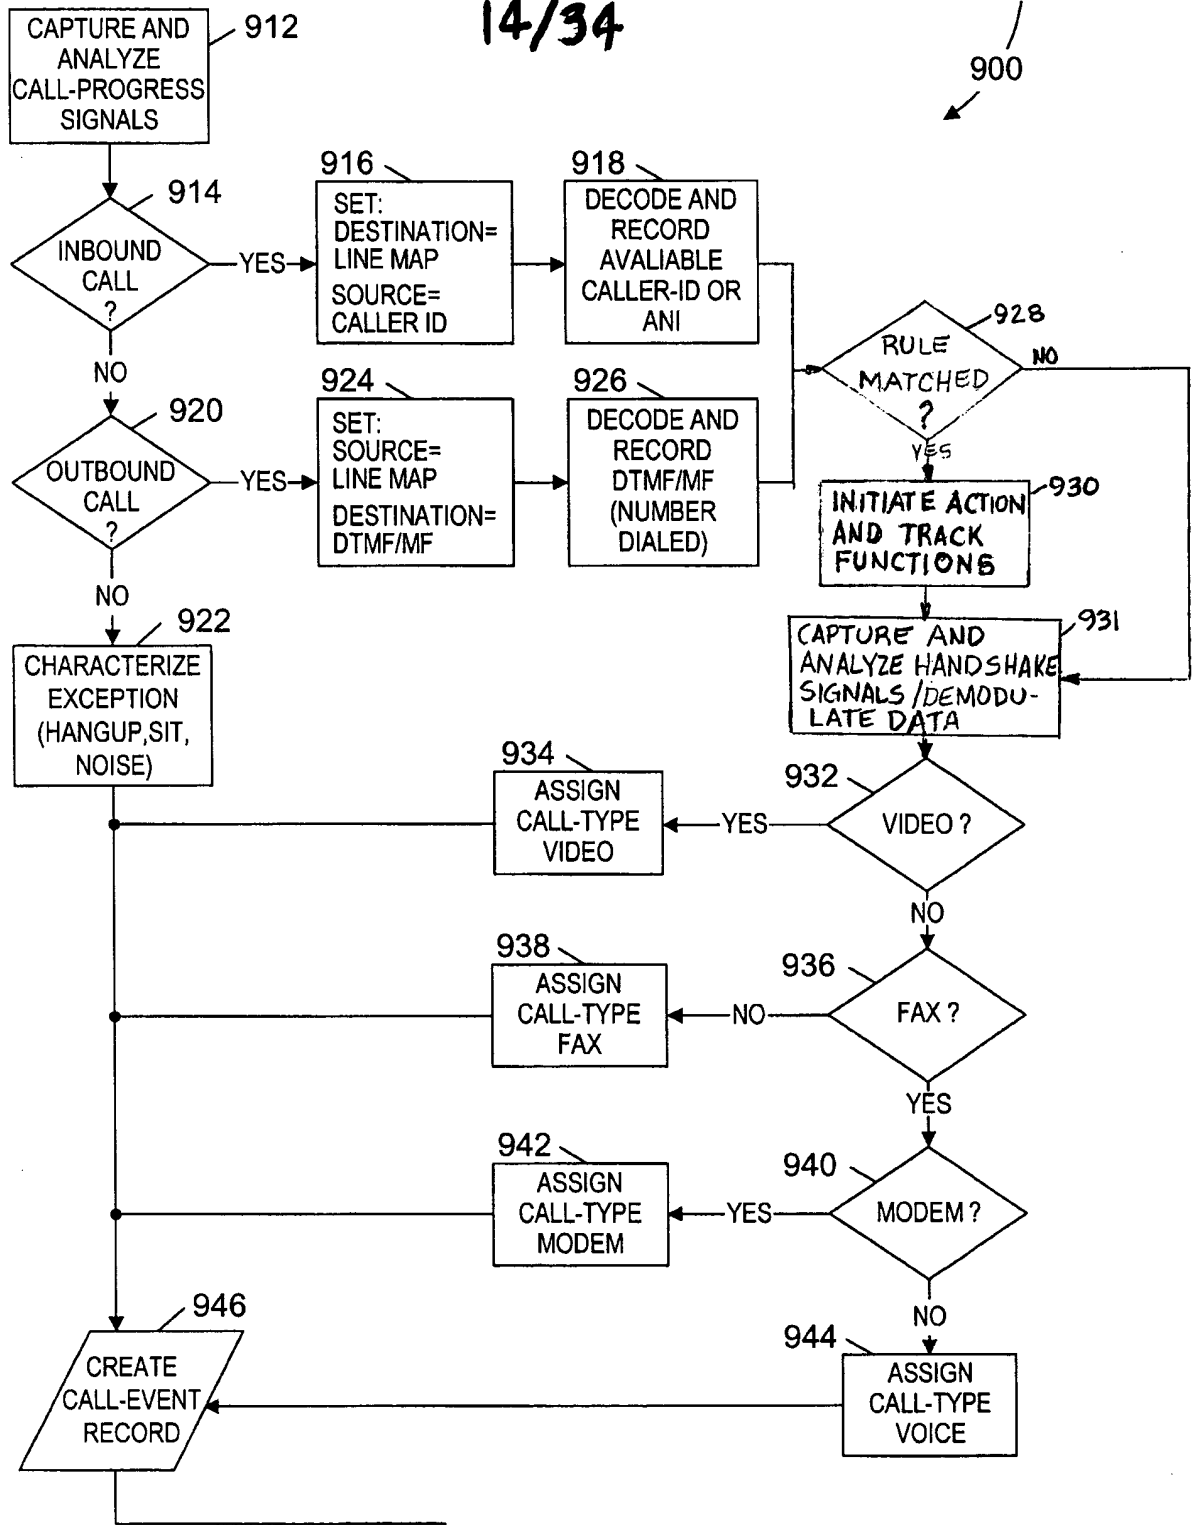 14/34
900
CAPTURE AND
ANALYZE
CALL-PROGRESS
SIGNALS
912
914
INBOUND
CALL
?
YES
NO
916
SET:
DESTINATION=
LINE MAP
SOURCE=
CALLER ID
918
DECODE AND
RECORD
AVALIABLE
CALLER-ID OR
ANI
920
OUTBOUND
CALL
?
YES
NO
924
SET:
SOURCE=
LINE MAP
DESTINATION=
DTMF/MF
926
DECODE AND
RECORD
DTMF/MF
(NUMBER
DIALED)
928
RULE
MATCHED
?
NO
YES
930
INITIATE ACTION
AND TRACK
FUNCTIONS
931
CAPTURE AND
ANALYZE HANDSHAKE
SIGNALS/DEMODU-
LATE DATA
922
CHARACTERIZE
EXCEPTION
(HANGUP,SIT,
NOISE)
932
VIDEO ?
YES
NO
934
ASSIGN
CALL-TYPE
VIDEO
936
FAX ?
NO
YES
938
ASSIGN
CALL-TYPE
FAX
940
MODEM ?
YES
NO
942
ASSIGN
CALL-TYPE
MODEM
944
ASSIGN
CALL-TYPE
VOICE
946
CREATE
CALL-EVENT
RECORD